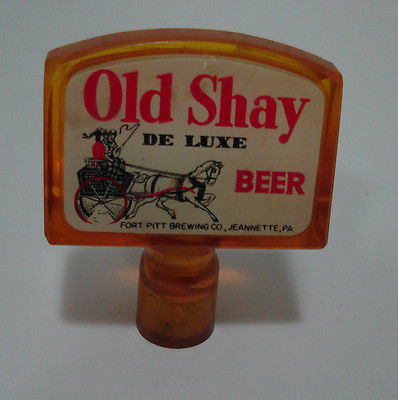 Old Shay
DE LUXE
BEER
FORT PITT BREWING CO., JEANNETTE, PA